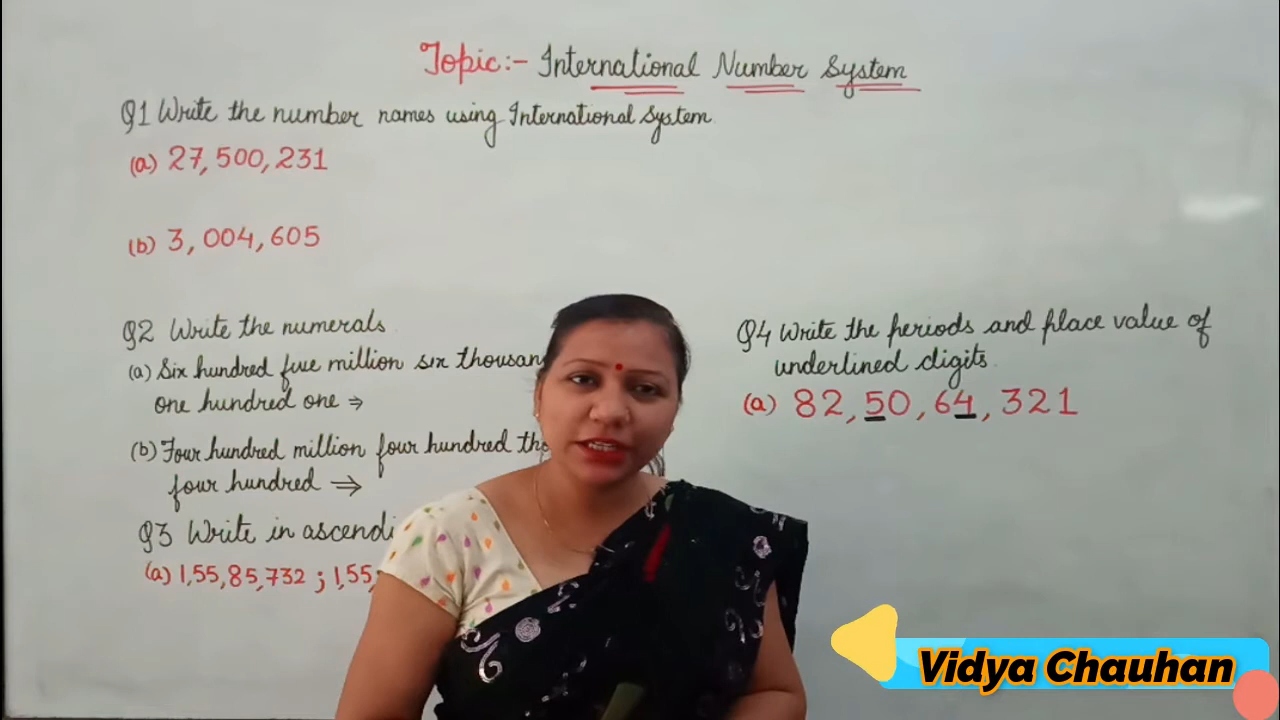 Topic:- International Number System
Q1 Write the number names using International System
(a) 27,500,231
(b) 3,004,605
Q2 Write the numerals
(a) Six hundred five million six thousan
one hundred one ⇒
(b) Four hundred million four hundred tho
four hundred →
Q3 Write in ascendi
(a) 1,55,85,732 ; 1,55,
Q4 Write the periods and place value of
underlined digits.
(a) 82,50,64,321
Vidya Chauhan